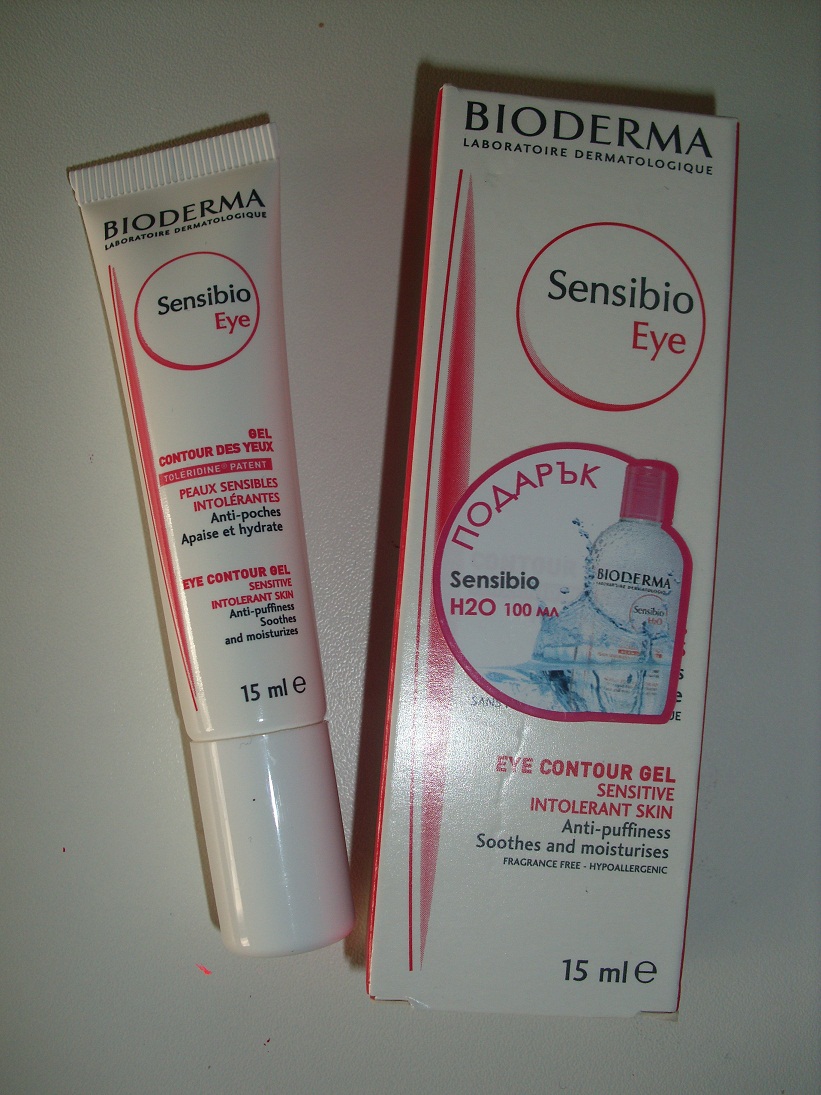 BIODERMA
LABORATOIRE DERMATOLOGIQUE
Sensibio
Eye
GEL
CONTOUR DES YEUX
TOLERIDINE® PATENT
PEAUX SENSIBLES
INTOLÉRANTES
Anti-poches
Apaise et hydrate
EYE CONTOUR GEL
SENSITIVE
INTOLERANT SKIN
Anti-puffiness
Soothes
and moisturizes
15 ml e
BIODERMA
LABORATOIRE DERMATOLOGIQUE
Sensibio
Eye
ПОДАРЪК
Sensibio
H2O 100 МЛ
BIODERMA
Sensibio
H2O
SANS
EYE CONTOUR GEL
SENSITIVE
INTOLERANT SKIN
Anti-puffiness
Soothes and moisturises
FRAGRANCE FREE - HYPOALLERGENIC
15 ml e